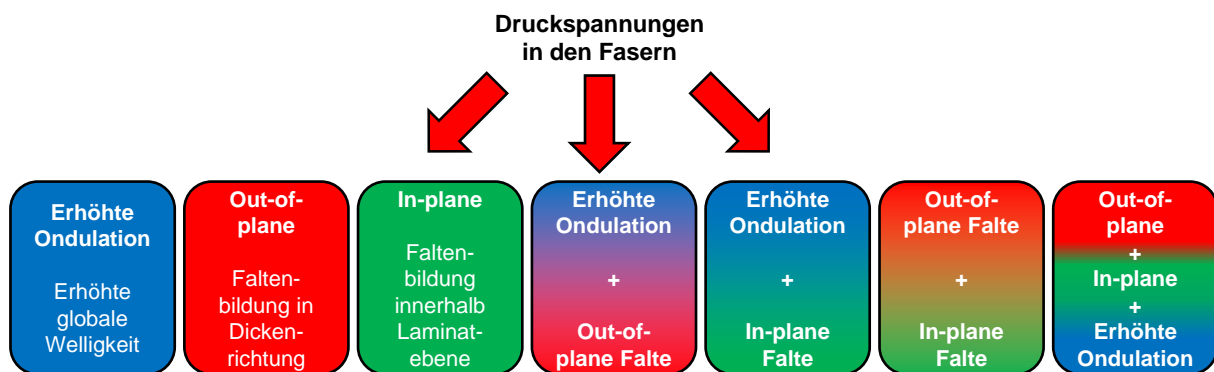 Druckspannungen
in den Fasern
Erhöhte
Ondulation
Erhöhte
globale
Welligkeit
Out-of-
plane
Falten-
bildung in
Dicken-
richtung
In-plane
Falten-
bildung
innerhalb
Laminat-
ebene
Erhöhte
Ondulation
+
Out-of-
plane Falte
Erhöhte
Ondulation
+
In-plane
Falte
Out-of-
plane Falte
+
In-plane
Falte
Out-of-
plane
+
In-plane
+
Erhöhte
Ondulation